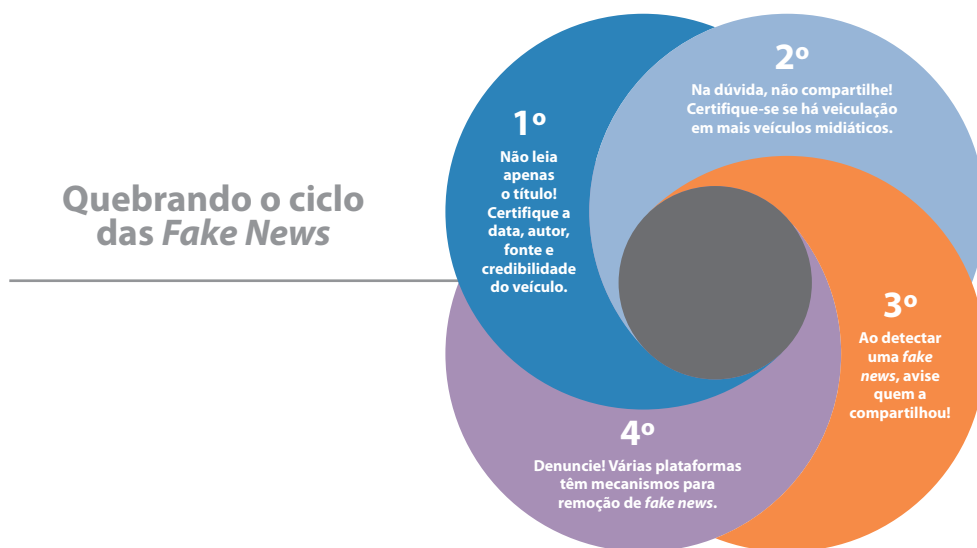 Quebrando o ciclo
das Fake News
1º
Não leia
apenas
o título!
Certifique a
data, autor,
fonte e
credibilidade
do veículo.
2º
Na dúvida, não compartilhe!
Certifique-se se há veiculação
em mais veículos midiáticos.
3º
Ao detectar
uma fake
news, avise
quem a
compartilhou!
4º
Denuncie! Várias plataformas
têm mecanismos para
remoção de fake news.